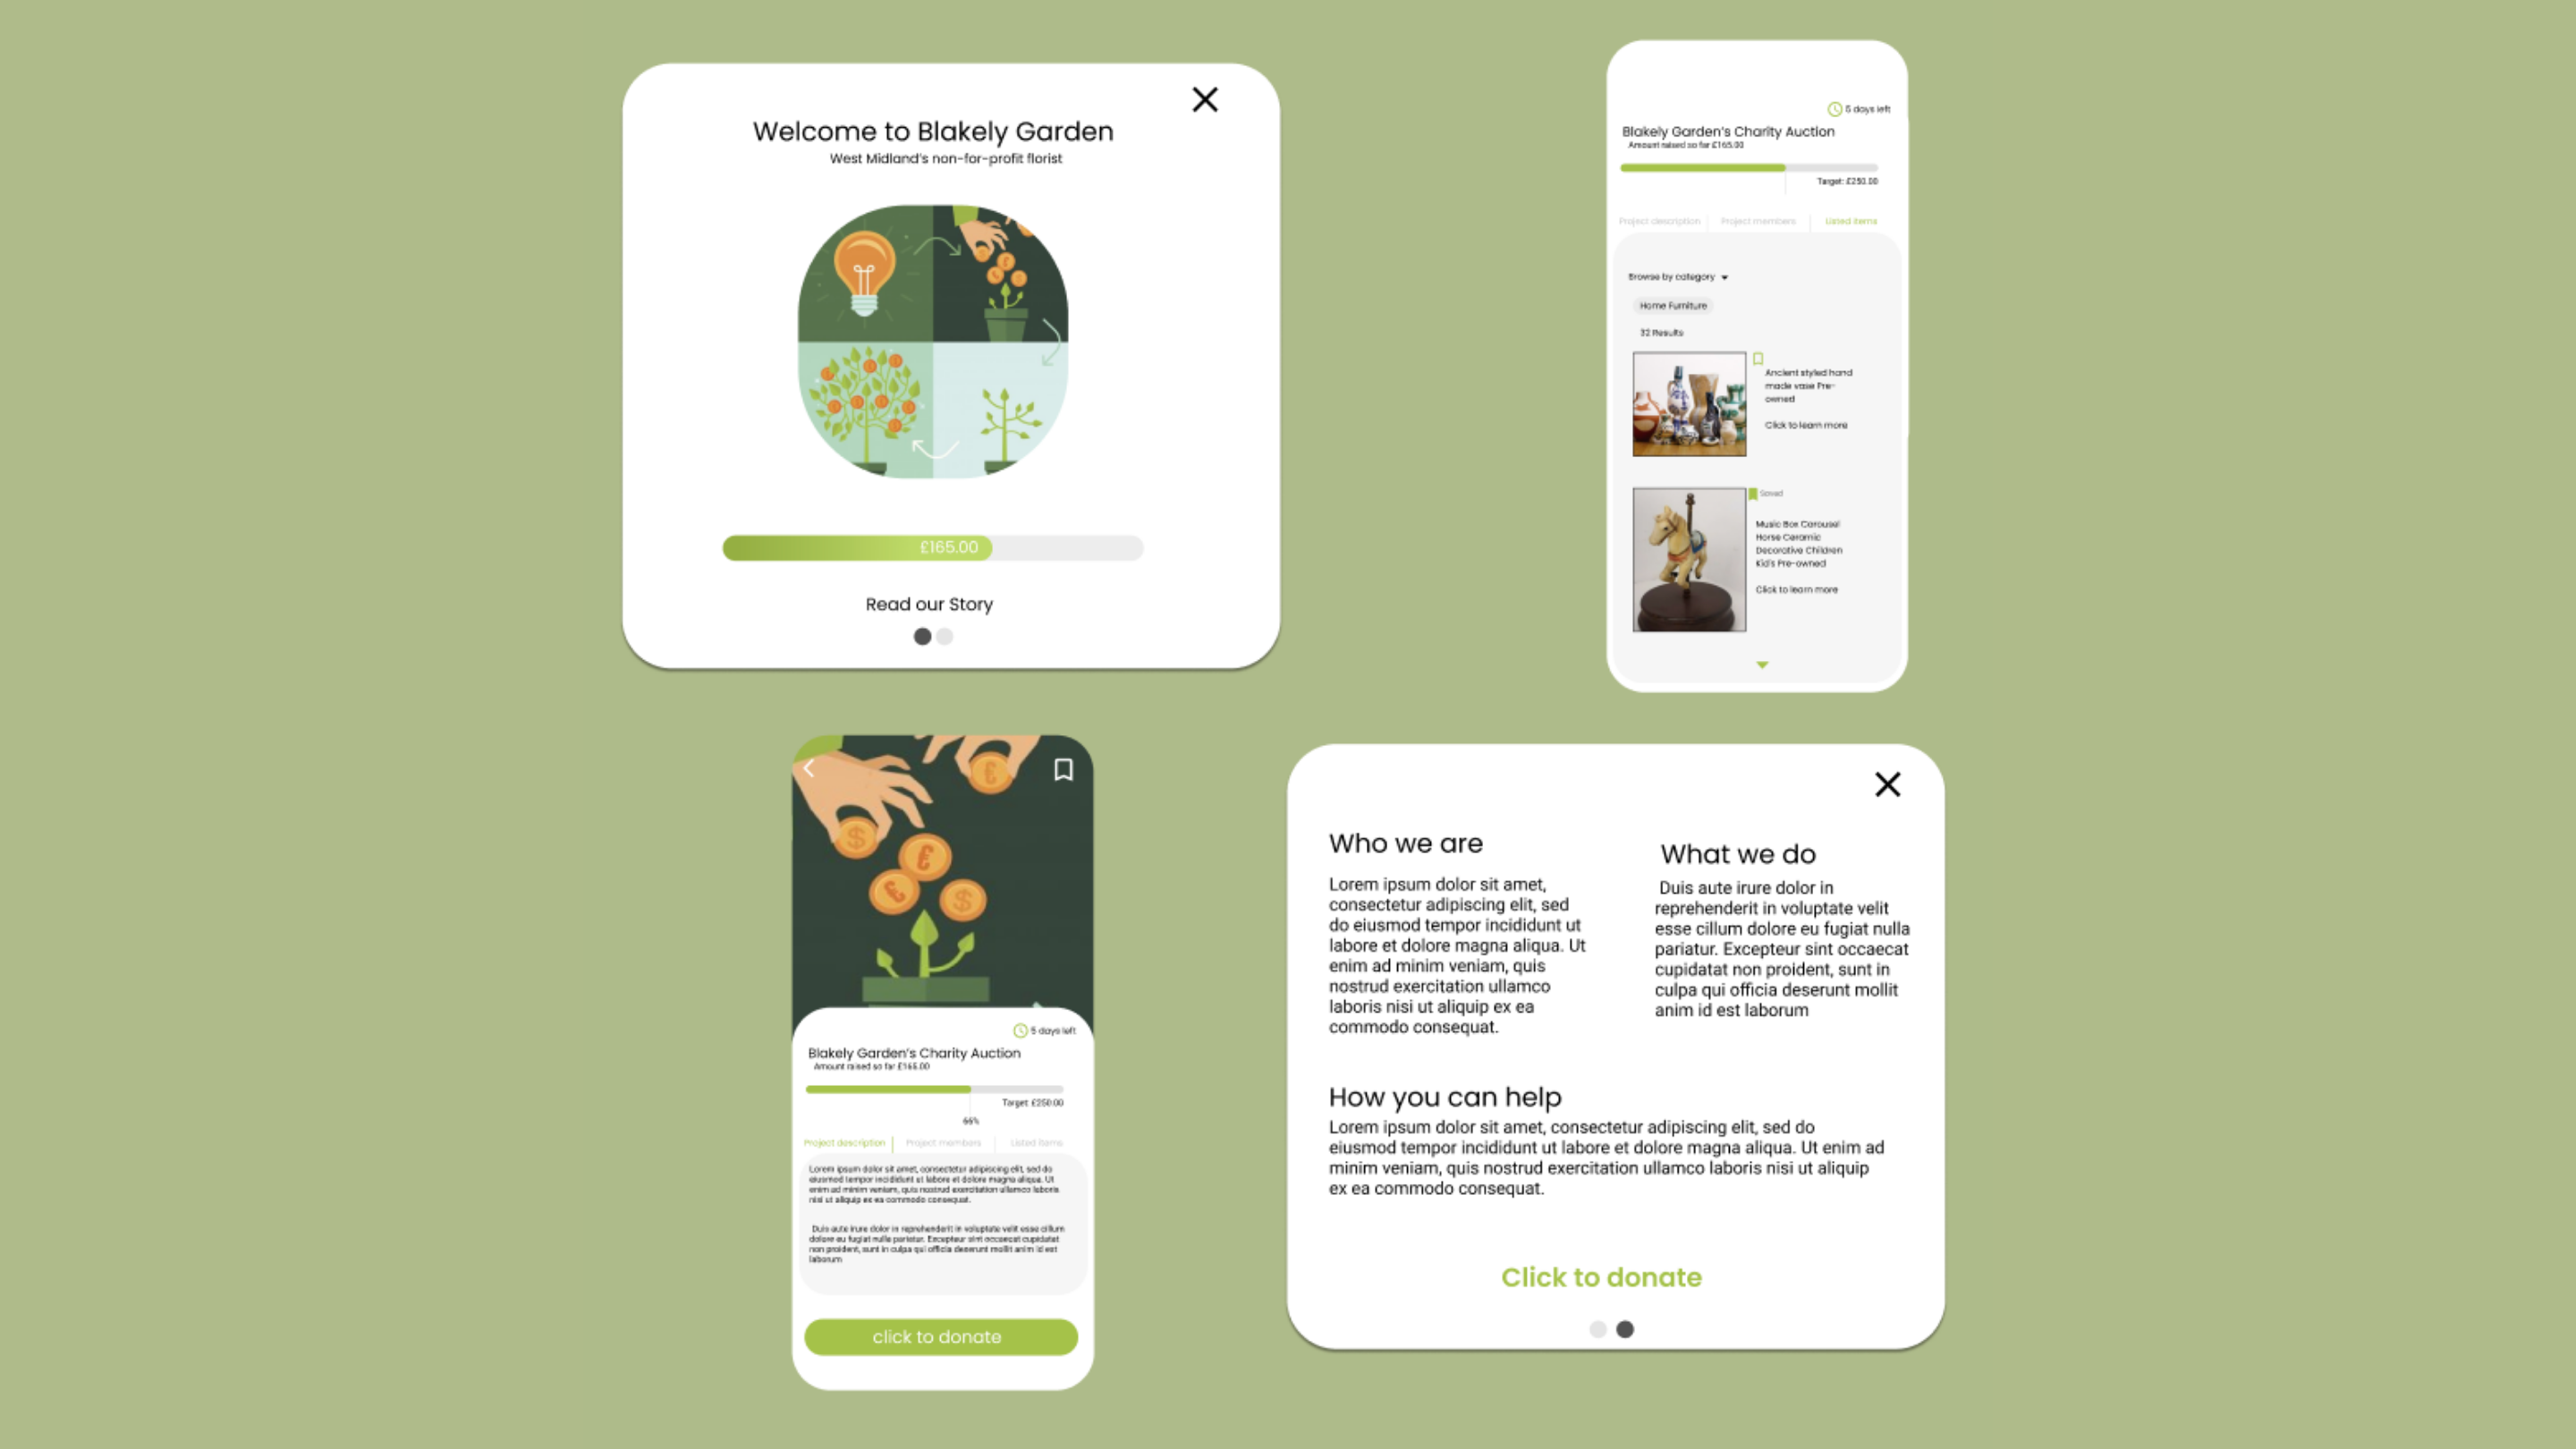 Welcome to Blakely Garden
West Midland's non-for-profit florist
£165.00
Read our Story
5 days left
Blakely Garden's Charity Auction
Amount raised so far £165.00
Target: £250.00
Project description
Project members
Listed items
Browse by category
Home Furniture
32 Results
Ancient styled hand
made vase Pre-
owned
Click to learn more
Saved
Music Box Carousel
Horse Ceramic
Decorative Children
Kid's Pre-owned
Click to learn more
5 days left
Blakely Garden's Charity Auction
Amount raised so far £165.00
Target £250.00
66%
Project description
Project members
Listed items
Lorem ipsum dolor sit amet, consectetur adipiscing elit, sed do
eiusmod tempor incididunt ut labore et dolore magna aliqua. Ut
enim ad minim veniam, quis nostrud exercitation ullamco laboris
nisi ut aliquip ex ea commodo consequat.
Duis aute irure dolor in reprehenderit in voluptate velit esse cillum
dolore eu fugiat nulla pariatur. Excepteur sint occaecat cupidatat
non proident, sunt in culpa qui officia deserunt mollit anim id est
laborum
click to donate
Who we are
Lorem ipsum dolor sit amet,
consectetur adipiscing elit, sed
do eiusmod tempor incididunt ut
labore et dolore magna aliqua. Ut
enim ad minim veniam, quis
nostrud exercitation ullamco
laboris nisi ut aliquip ex ea
commodo consequat.
What we do
Duis aute irure dolor in
reprehenderit in voluptate velit
esse cillum dolore eu fugiat nulla
pariatur. Excepteur sint occaecat
cupidatat non proident, sunt in
culpa qui officia deserunt mollit
anim id est laborum
How you can help
Lorem ipsum dolor sit amet, consectetur adipiscing elit, sed do
eiusmod tempor incididunt ut labore et dolore magna aliqua. Ut enim ad
minim veniam, quis nostrud exercitation ullamco laboris nisi ut aliquip
ex ea commodo consequat.
Click to donate